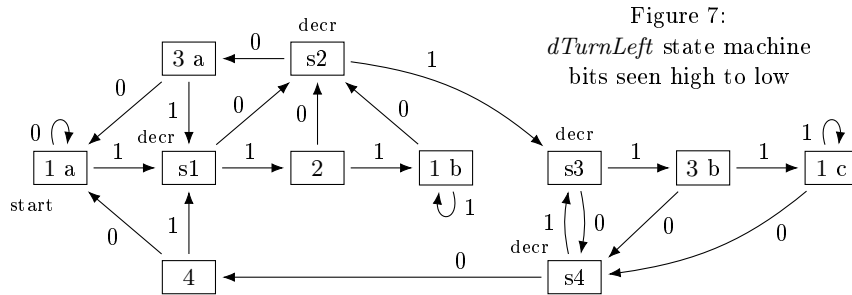 Figure 7:
dTurnLeft state machine
bits seen high to low
decr
3 a
0
s2
1
0
1
decr
0
0
0
decr
0
1 a
1
s1
1
2
1
1 b
s3
1
3 b
1
1 c
1
start
1
0
1
1
0
0
0
decr
4
0
s4